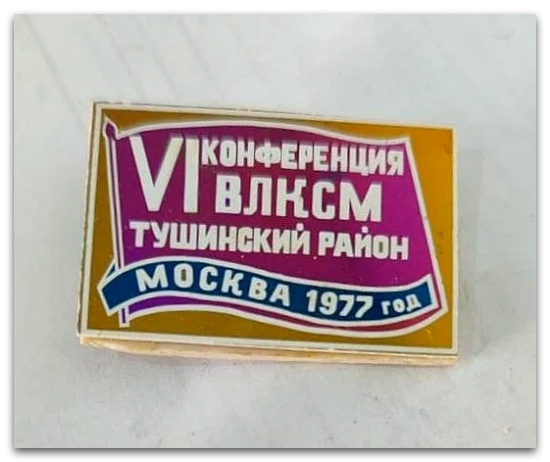 VI КОНФЕРЕНЦИЯ
ВЛКСМ
ТУШИНСКИЙ РАЙОН
МОСКВА 1977 год